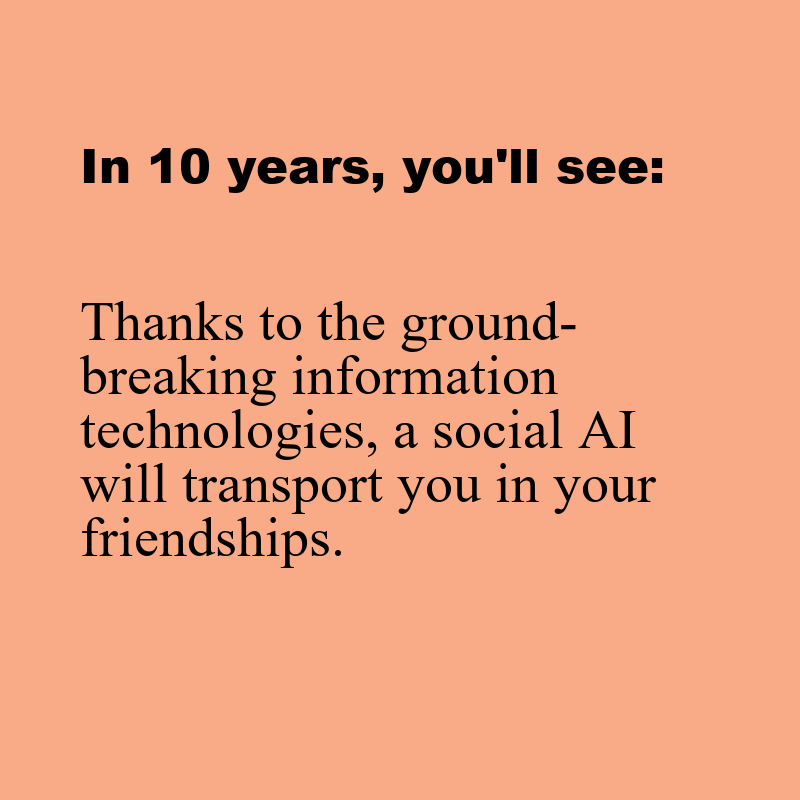 In 10 years, you'll see:
Thanks to the ground-
breaking information
technologies, a social AI
will transport you in your
friendships.